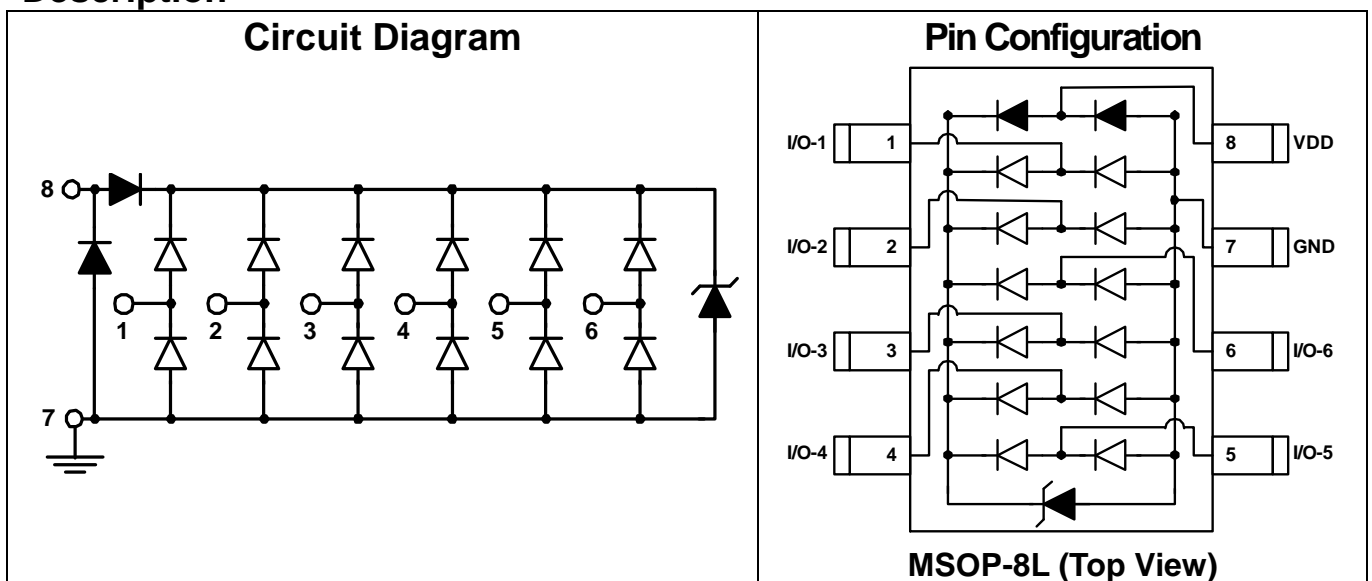 Description
Circuit Diagram
8
1
2
3
4
5
6
7
Pin Configuration
I/O-1
1
8
VDD
I/O-2
2
7
GND
I/O-3
3
6
I/O-6
I/O-4
4
5
I/O-5
MSOP-8L (Top View)